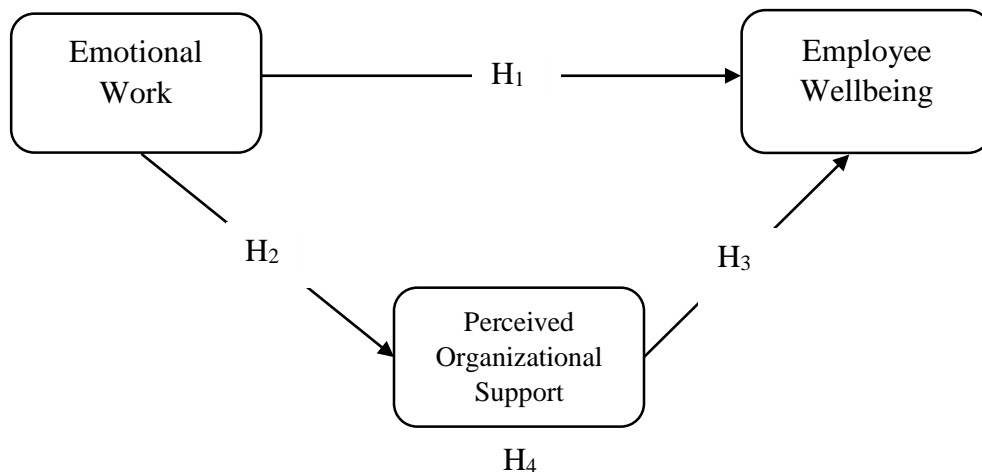 Emotional
Work
Employee
Wellbeing
H₁
H₂
H₃
Perceived
Organizational
Support
H₄